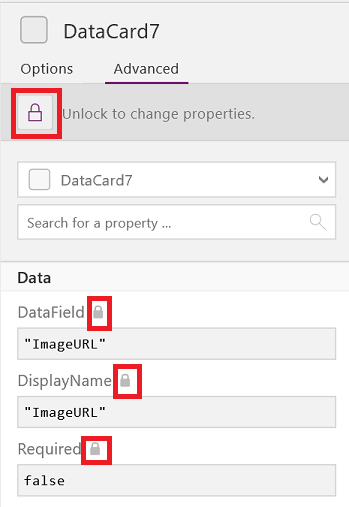 DataCard7
Options Advanced
Unlock to change properties.
DataCard7
Search for a property ...
Data
DataField
"ImageURL"
DisplayName
"ImageURL"
Required
false